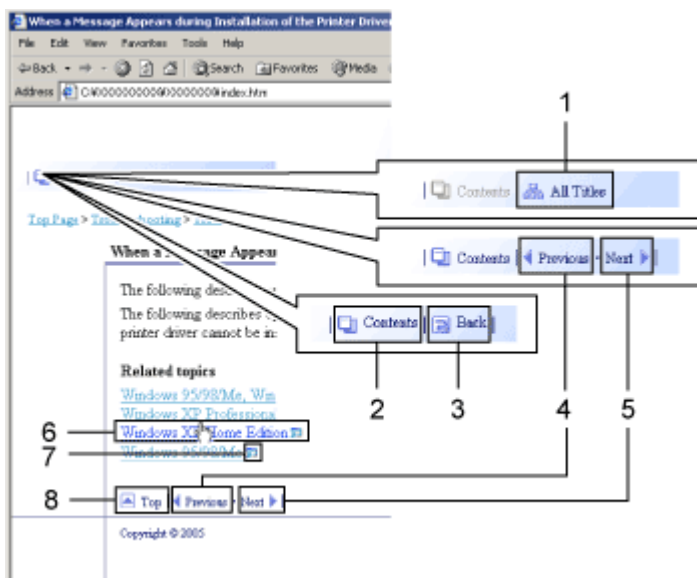 When a Message Appears during Installation of the Printer Driver
File Edit View Favorites Tools Help
Back Search Favorites Media
Address index.htm
1
Contents All Titles
Top Page >
When a Appea
Contents Previous Next
The following
The following describes
printer driver cannot be in
Contents Back
Related topics
2 3 4 5
Windows 95/98/Me, Win
Windows XP Professional
6 Windows XP Home Edition
7 Windows 95/98/Me
8 Top Previous Next
Copyright © 2005